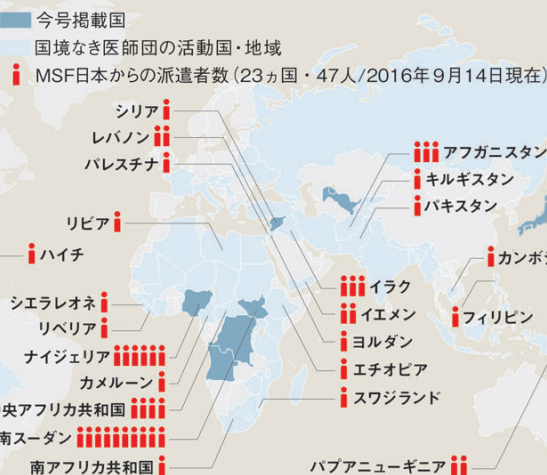 今号掲載国
国境なき医師団の活動国・地域
MSF日本からの派遣者数（23ヵ国・47人/2016年9月14日現在）
シリア
レバノン
パレスチナ
アフガニスタン
キルギスタン
パキスタン
リビア
ハイチ
カンボ
イラク
シエラレオネ
イエメン
フィリピン
リベリア
ヨルダン
ナイジェリア
エチオピア
カメルーン
スワジランド
央アフリカ共和国
南スーダン
南アフリカ共和国
パプアニューギニア